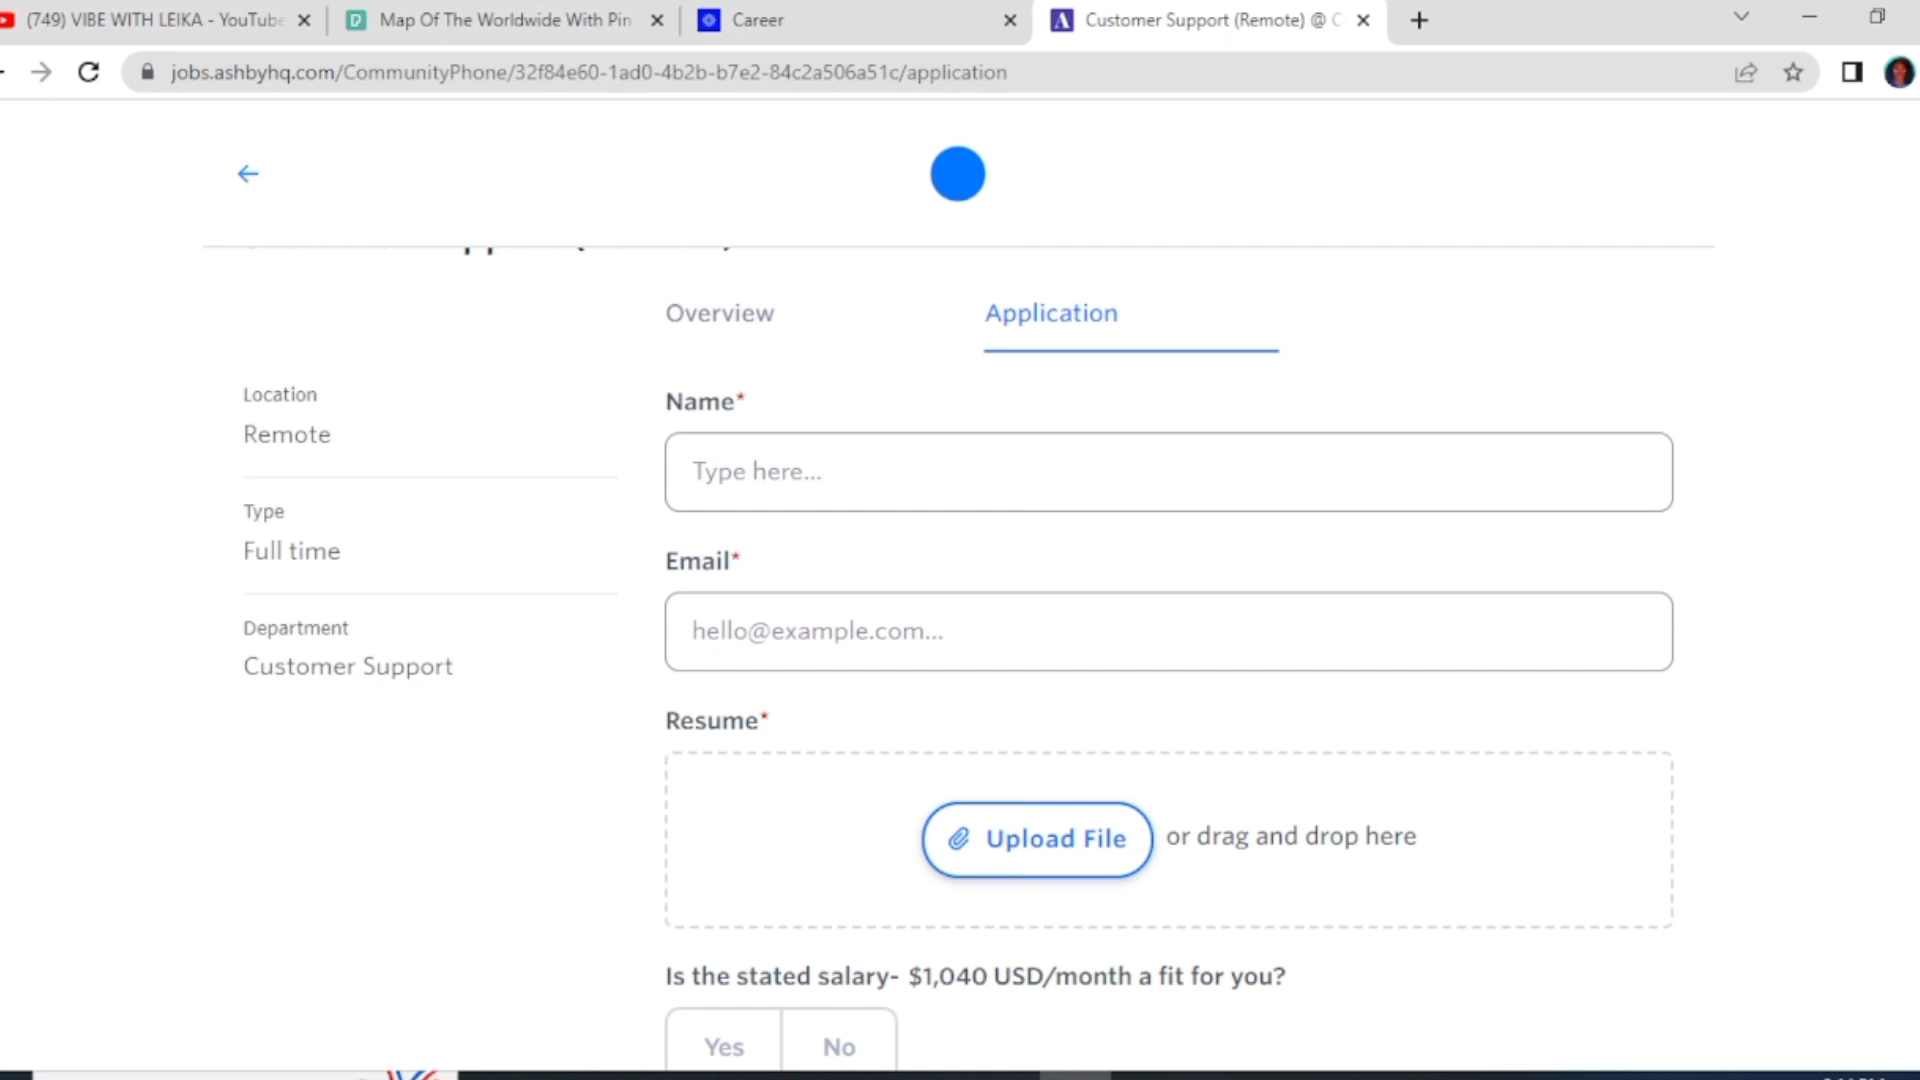 (749) VIBE WITH LEIKA - YouTube
Map Of The Worldwide With Pin
Career
Customer Support (Remote) @ C
jobs.ashbyhq.com/CommunityPhone/32f84e60-1ad0-4b2b-b7e2-84c2a506a51c/application
Overview
Application
Location
Remote
Type
Full time
Department
Customer Support
Name*
Type here...
Email*
hello@example.com...
Resume*
Upload File
or drag and drop here
Is the stated salary- $1,040 USD/month a fit for you?
Yes
No